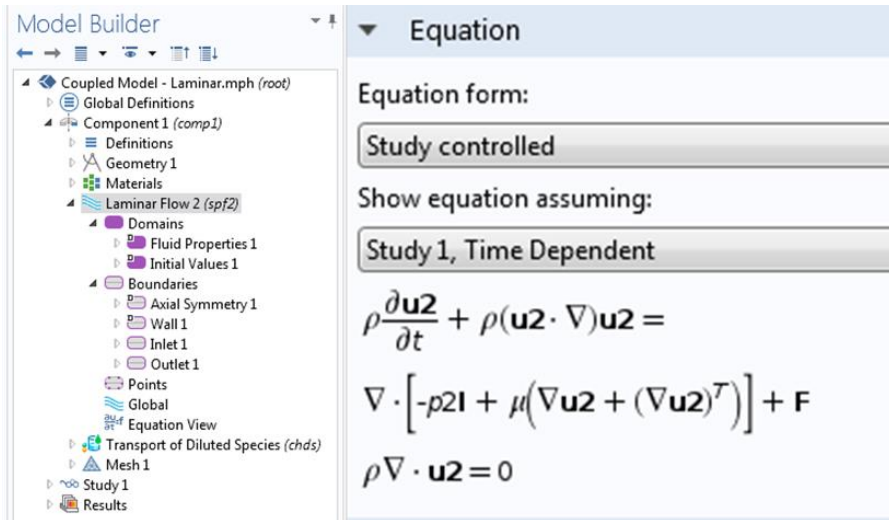 Model Builder
Coupled Model - Laminar.mph (root)
Global Definitions
Component 1 (comp1)
Definitions
Geometry 1
Materials
Laminar Flow 2 (spf2)
Domains
Fluid Properties 1
Initial Values 1
Boundaries
Axial Symmetry 1
Wall 1
Inlet 1
Outlet 1
Points
Global
Equation View
Transport of Diluted Species (chds)
Mesh 1
Study 1
Results
Equation
Equation form:
Study controlled
Show equation assuming:
Study 1, Time Dependent
ρ∂u2/∂t + ρ(u2 · ∇)u2 =
∇ · [-p2I + μ(∇u2 + (∇u2)ᵀ)] + F
ρ∇ · u2 = 0